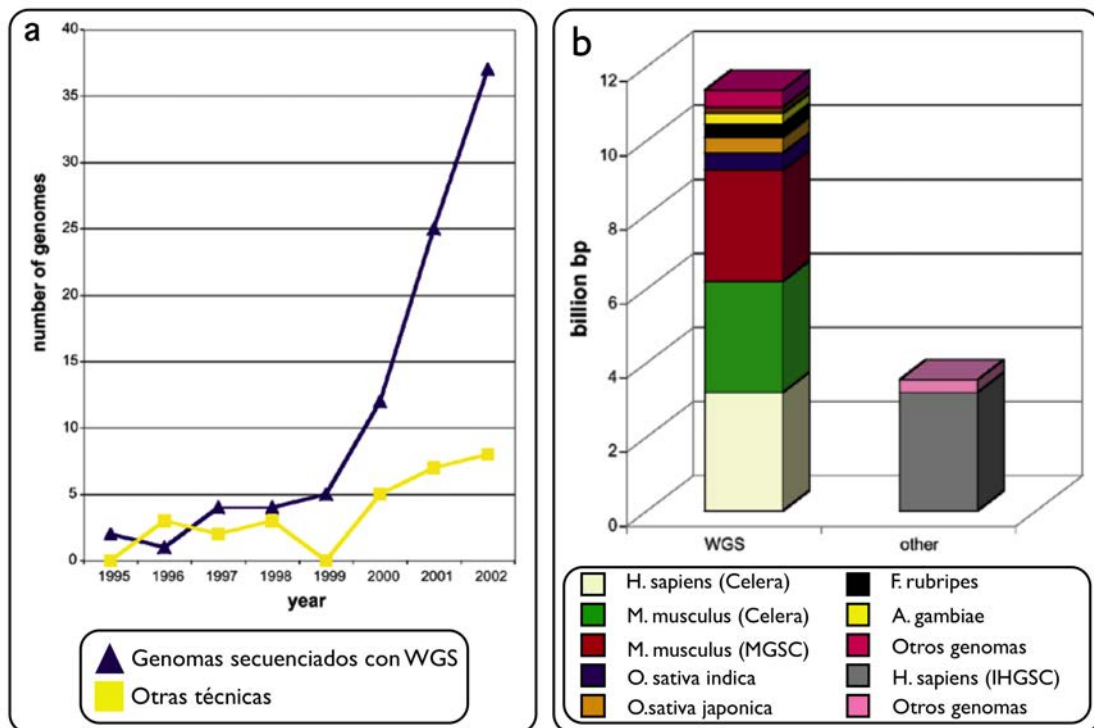 a
number of genomes
40
35
30
25
20
15
10
5
0
1995 1996 1997 1998 1999 2000 2001 2002
year
Genomas secuenciados con WGS
Otras técnicas
b
billion bp
12
10
8
6
4
2
0
WGS other
H. sapiens (Celera)
M. musculus (Celera)
M. musculus (MGSC)
O. sativa indica
O.sativa japonica
F. rubripes
A. gambiae
Otros genomas
H. sapiens (IHGSC)
Otros genomas